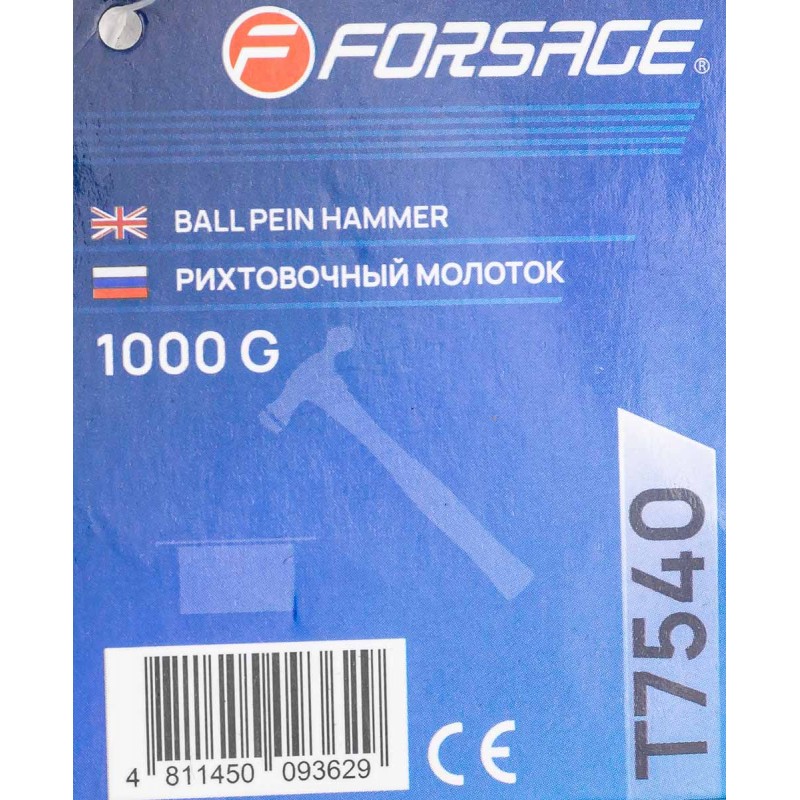 FORSAGE®
BALL PEIN HAMMER
РИХТОВОЧНЫЙ МОЛОТОК
1000 G
T7540
4 811450 093629
CE